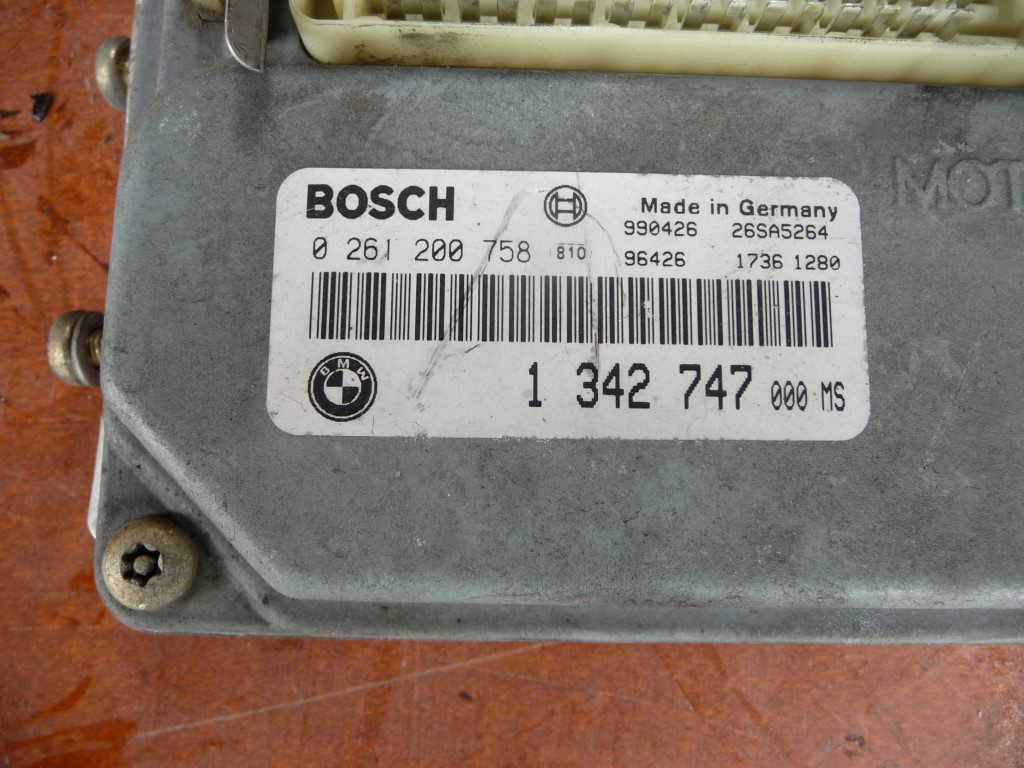 BOSCH
Made in Germany
990426 26SA5264
0 261 200 758 810 96426 1736 1280
BMW
1 342 747 000 MS
MOT